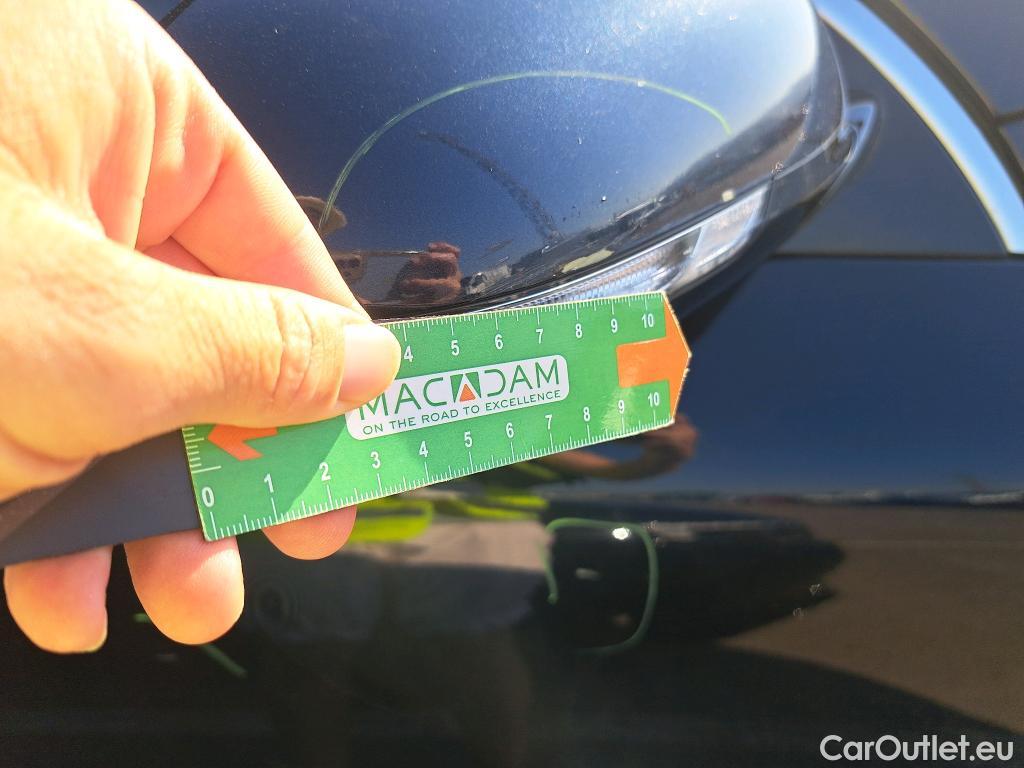 4 5 6 7 8 9 10
MACADAM
ON THE ROAD TO EXCELLENCE
0 1 2 3 4 5 6 7 8 9 10
CarOutlet.eu